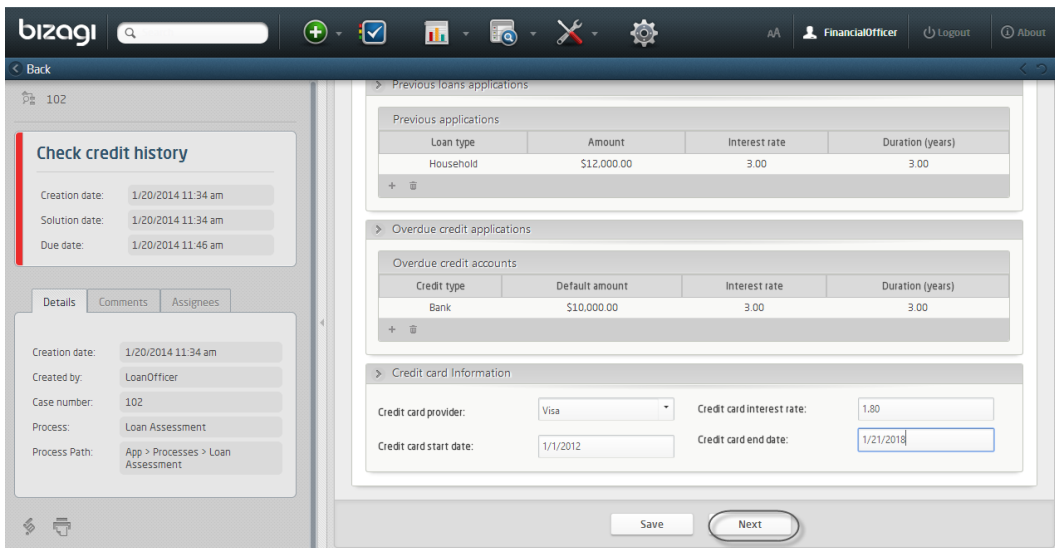 bizagi
AA FinancialOfficer Logout About
Back
102
Check credit history
Creation date: 1/20/2014 11:34 am
Solution date: 1/20/2014 11:34 am
Due date: 1/20/2014 11:46 am
Details Comments Assignees
Creation date: 1/20/2014 11:34 am
Created by: LoanOfficer
Case number: 102
Process: Loan Assessment
Process Path: App > Processes > Loan
Assessment
Previous loans applications
Previous applications
Loan type Amount Interest rate Duration (years)
Household $12,000.00 3.00 3.00
Overdue credit applications
Overdue credit accounts
Credit type Default amount Interest rate Duration (years)
Bank $10,000.00 3.00 3.00
Credit card Information
Credit card provider: Visa Credit card interest rate: 1.80
Credit card start date: 1/1/2012 Credit card end date: 1/21/2018
Save Next